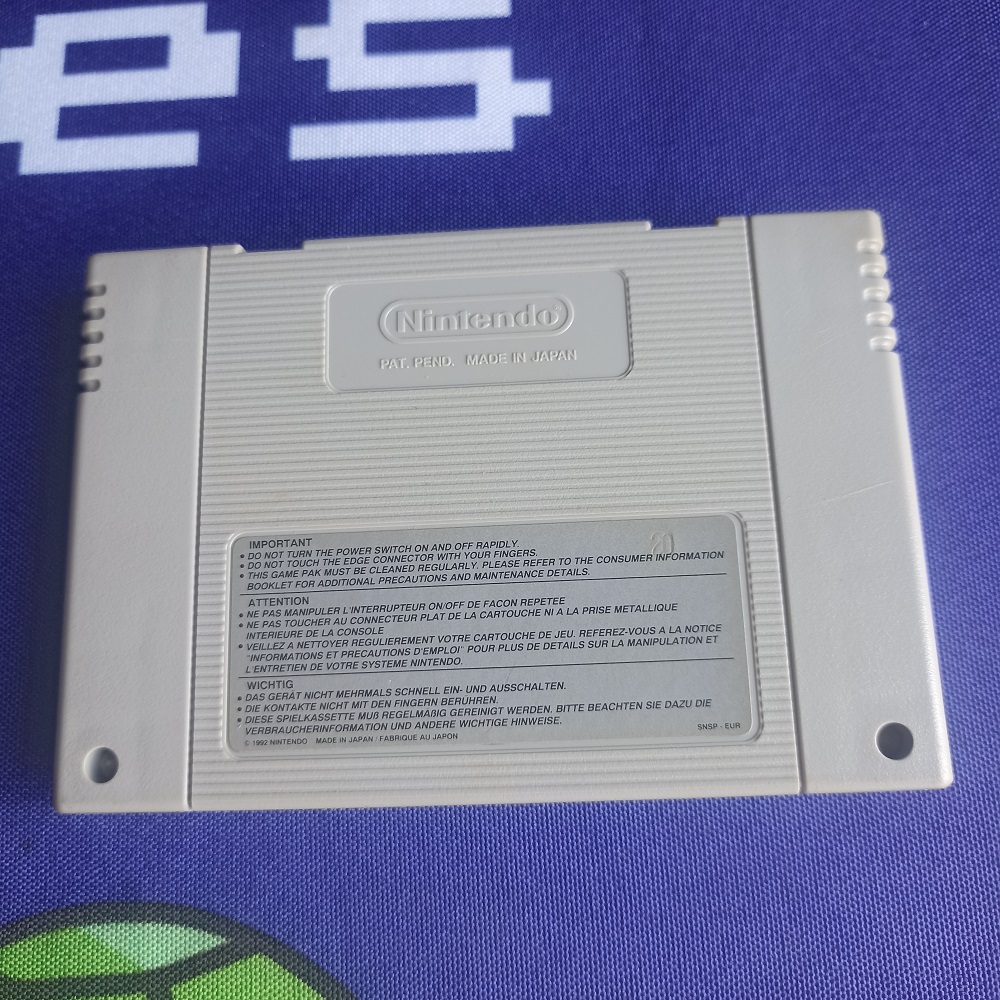 es
Nintendo®
PAT. PEND. MADE IN JAPAN
20
IMPORTANT
• DO NOT TURN THE POWER SWITCH ON AND OFF RAPIDLY.
• DO NOT TOUCH THE EDGE CONNECTOR WITH YOUR FINGERS.
• THIS GAME PAK MUST BE CLEANED REGULARLY. PLEASE REFER TO THE CONSUMER INFORMATION
BOOKLET FOR ADDITIONAL PRECAUTIONS AND MAINTENANCE DETAILS.
ATTENTION
• NE PAS MANIPULER L'INTERRUPTEUR ON/OFF DE FACON REPETEE
• NE PAS TOUCHER AU CONNECTEUR PLAT DE LA CARTOUCHE NI A LA PRISE METALLIQUE
INTERIEURE DE LA CONSOLE
• VEILLEZ A NETTOYER REGULIEREMENT VOTRE CARTOUCHE DE JEU. REFEREZ-VOUS A LA NOTICE
"INFORMATIONS ET PRECAUTIONS D'EMPLOI" POUR PLUS DE DETAILS SUR LA MANIPULATION ET
L'ENTRETIEN DE VOTRE SYSTEME NINTENDO.
WICHTIG
• DAS GERÄT NICHT MEHRMALS SCHNELL EIN- UND AUSSCHALTEN.
• DIE KONTAKTE NICHT MIT DEN FINGERN BERÜHREN.
• DIESE SPIELKASSETTE MUß REGELMÄßIG GEREINIGT WERDEN. BITTE BEACHTEN SIE DAZU DIE
VERBRAUCHERINFORMATION UND ANDERE WICHTIGE HINWEISE.
© 1992 NINTENDO MADE IN JAPAN / FABRIQUE AU JAPON
SNSP - EUR